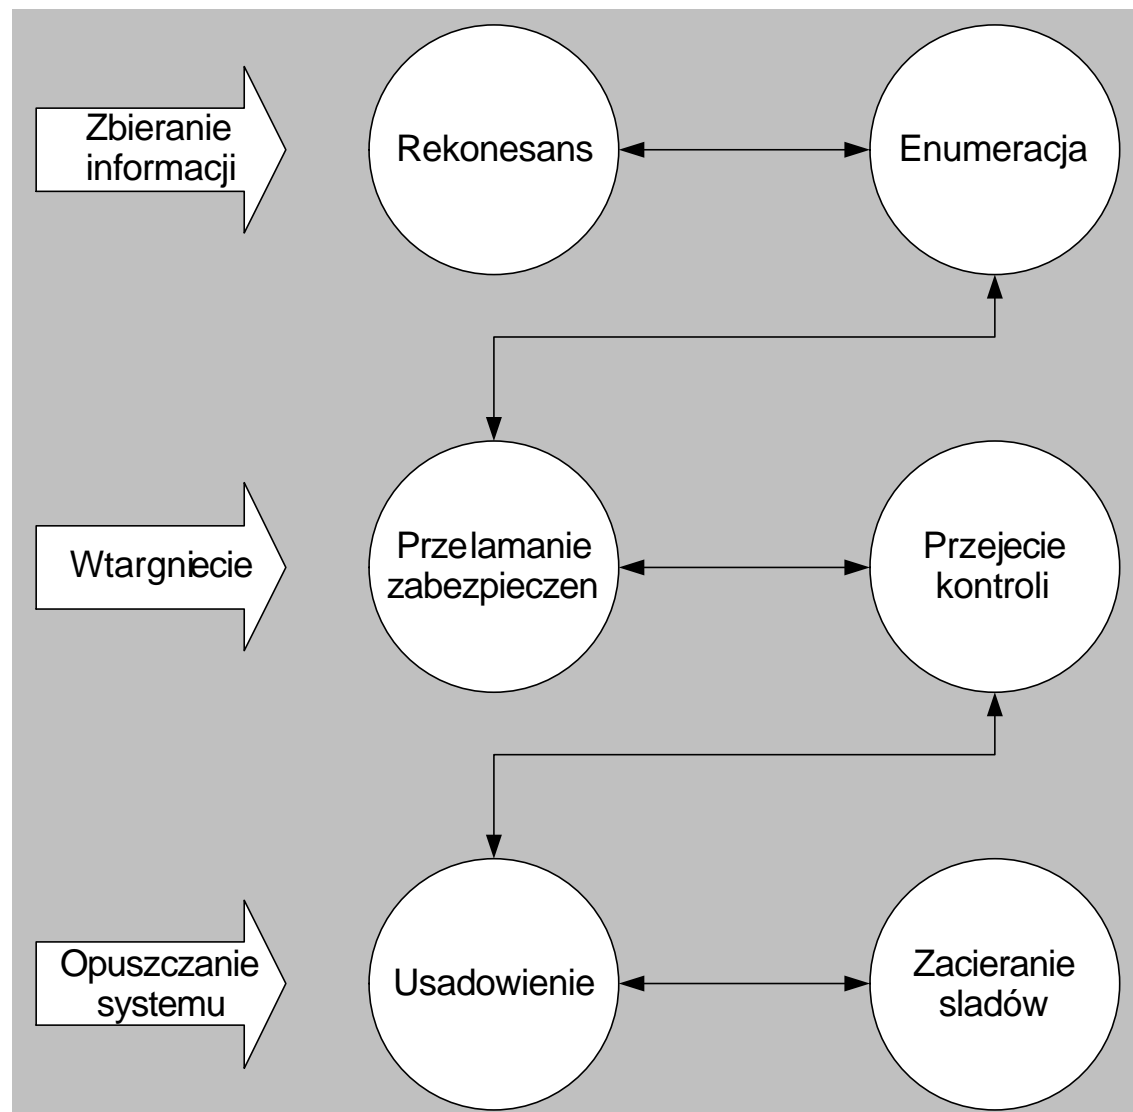 Zbieranie
informacji
Rekonesans
Enumeracja
Wtargniecie
Przelamanie
zabezpieczen
Przejecie
kontroli
Opuszczanie
systemu
Usadowienie
Zacieranie
sladów